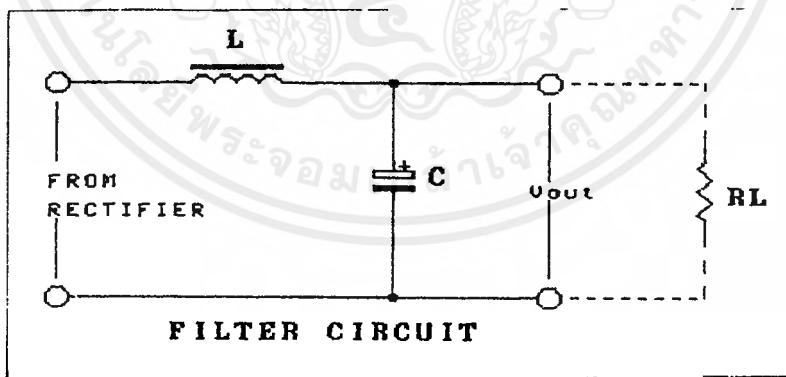 L
FROM
RECTIFIER
+
C
Vout
RL
FILTER CIRCUIT